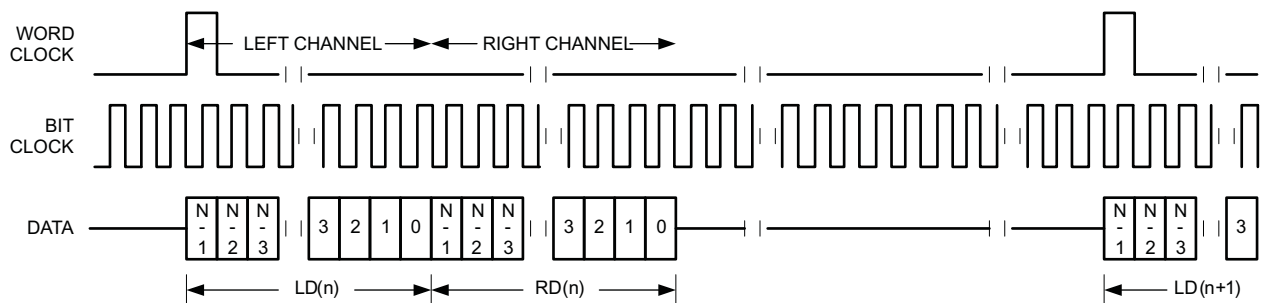 WORD
CLOCK
LEFT CHANNEL
RIGHT CHANNEL
BIT
CLOCK
DATA
N
-
1
N
-
2
N
-
3
3
2
1
0
N
-
1
N
-
2
N
-
3
3
2
1
0
N
-
1
N
-
2
N
-
3
3
LD(n)
RD(n)
LD(n+1)